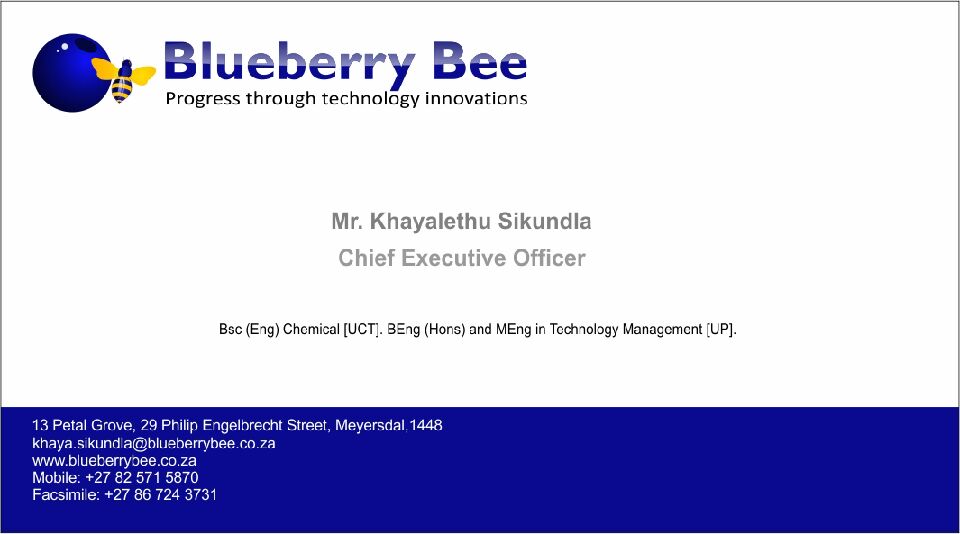 Blueberry Bee
Progress through technology innovations
Mr. Khayalethu Sikundla
Chief Executive Officer
Bsc (Eng) Chemical [UCT]. BEng (Hons) and MEng in Technology Management [UP].
13 Petal Grove, 29 Philip Engelbrecht Street, Meyersdal,1448
khaya.sikundla@blueberrybee.co.za
www.blueberrybee.co.za
Mobile: +27 82 571 5870
Facsimile: +27 86 724 3731